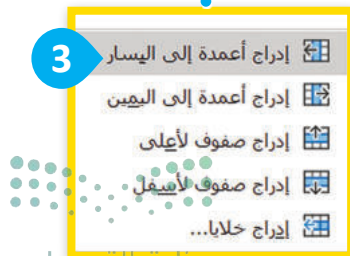 3
إدراج أعمدة إلى اليسار
إدراج أعمدة إلى اليمين
إدراج صفوف لأعلى
إدراج صفوف لأسفل
إدراج خلايا...